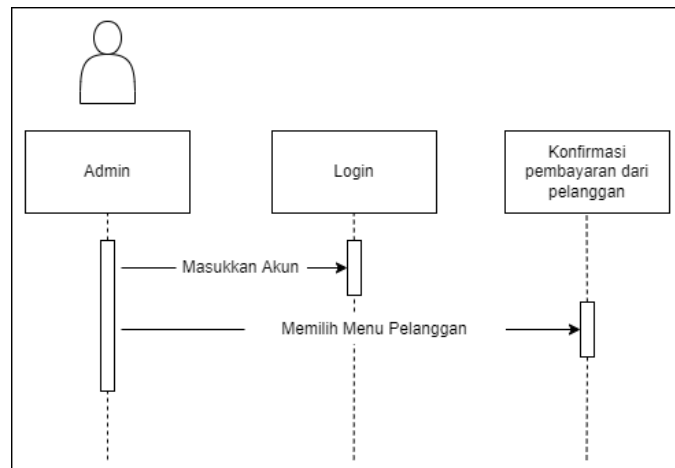 Admin
Login
Konfirmasi
pembayaran dari
pelanggan
Masukkan Akun
Memilih Menu Pelanggan